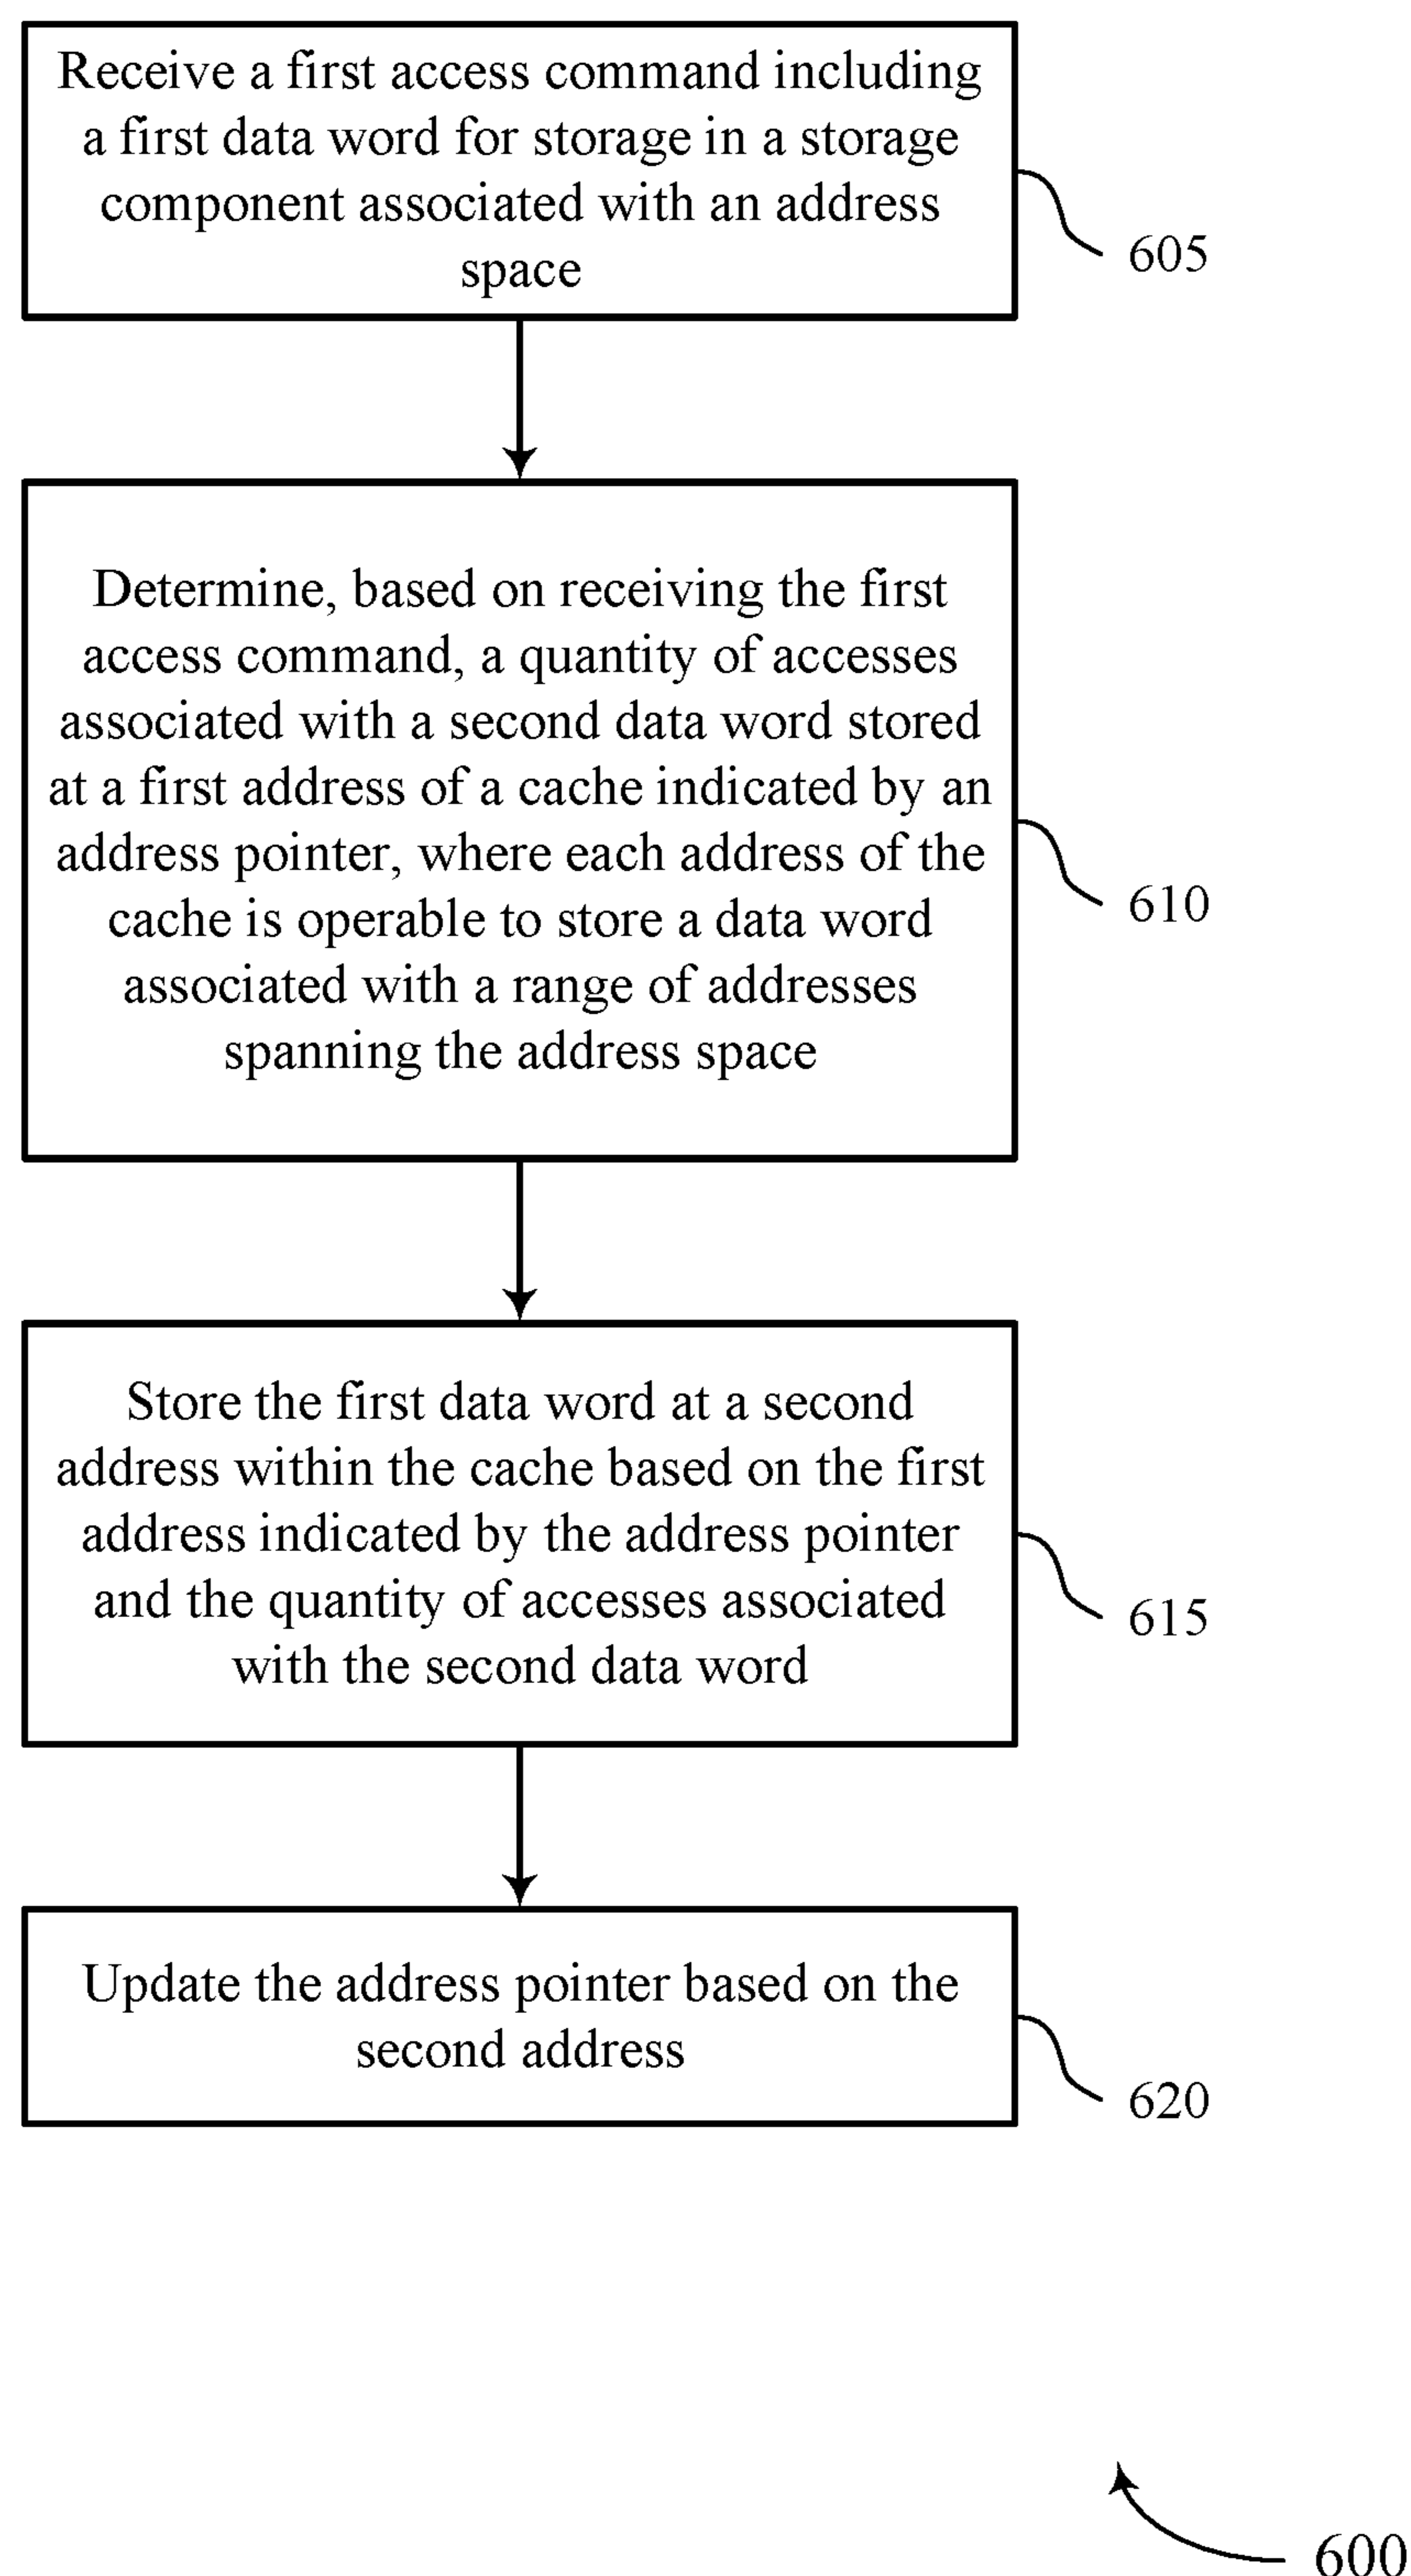 Receive a first access command including
a first data word for storage in a storage
component associated with an address
space
605
Determine, based on receiving the first
access command, a quantity of accesses
associated with a second data word stored
at a first address of a cache indicated by an
address pointer, where each address of the
cache is operable to store a data word
associated with a range of addresses
spanning the address space
610
Store the first data word at a second
address within the cache based on the first
address indicated by the address pointer
and the quantity of accesses associated
with the second data word
615
Update the address pointer based on the
second address
620
600